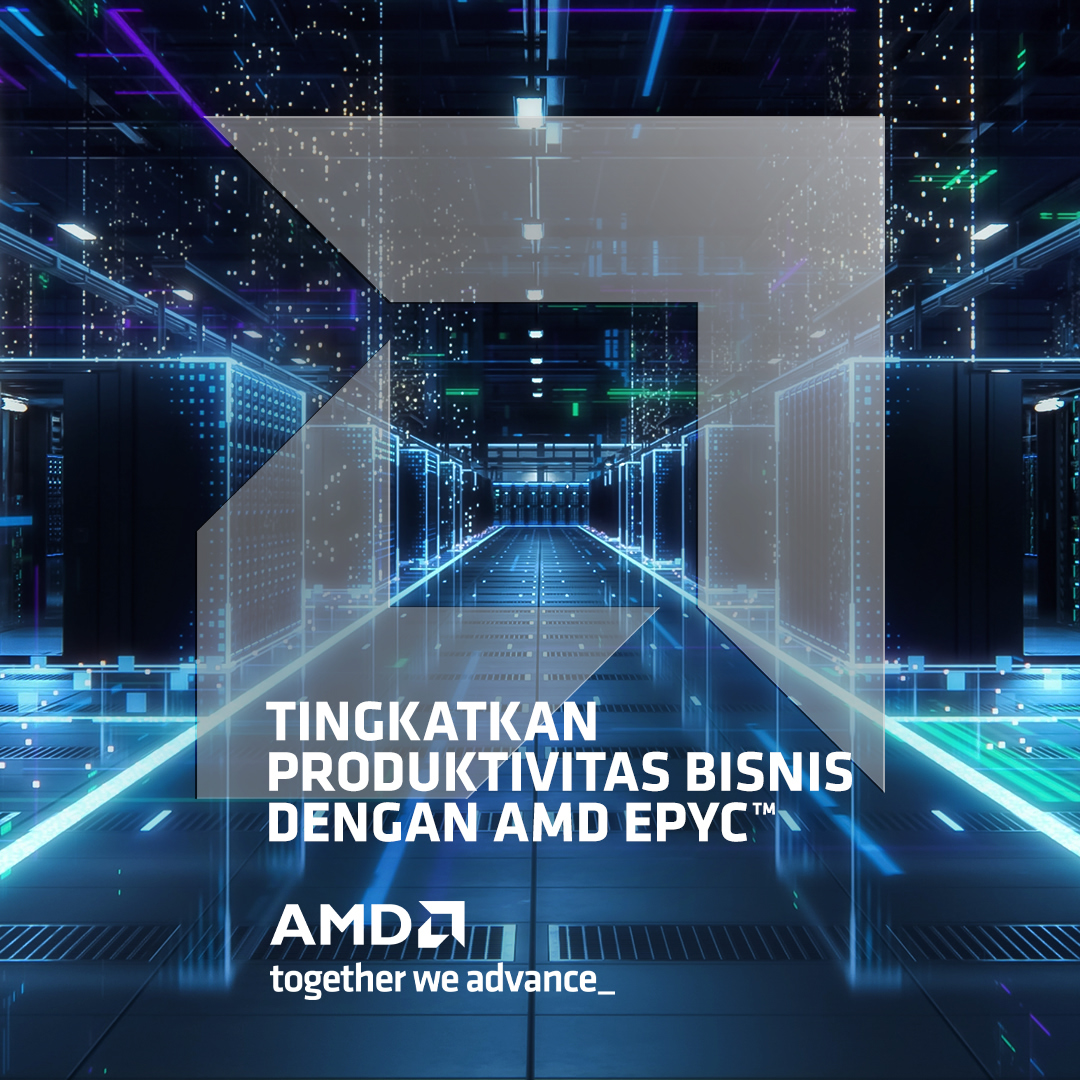 TINGKATKAN
PRODUKTIVITAS BISNIS
DENGAN AMD EPYC™
AMD
together we advance_